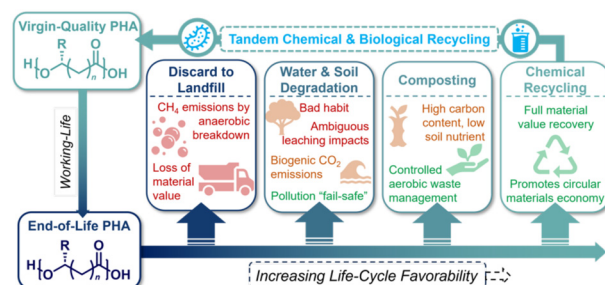 Virgin-Quality PHA
R
O
H
O
n
OH
Working-Life
End-of-Life PHA
R
O
H
O
n
OH
Tandem Chemical & Biological Recycling
Discard to
Landfill
CH4 emissions by
anaerobic
breakdown
Loss of
material
value
Water & Soil
Degradation
Bad habit
Ambiguous
leaching impacts
Biogenic CO2
emissions
Pollution "fail-safe"
Composting
High carbon
content, low
soil nutrient
Controlled
aerobic waste
management
Chemical
Recycling
Full material
value recovery
Promotes circular
materials economy
Increasing Life-Cycle Favorability